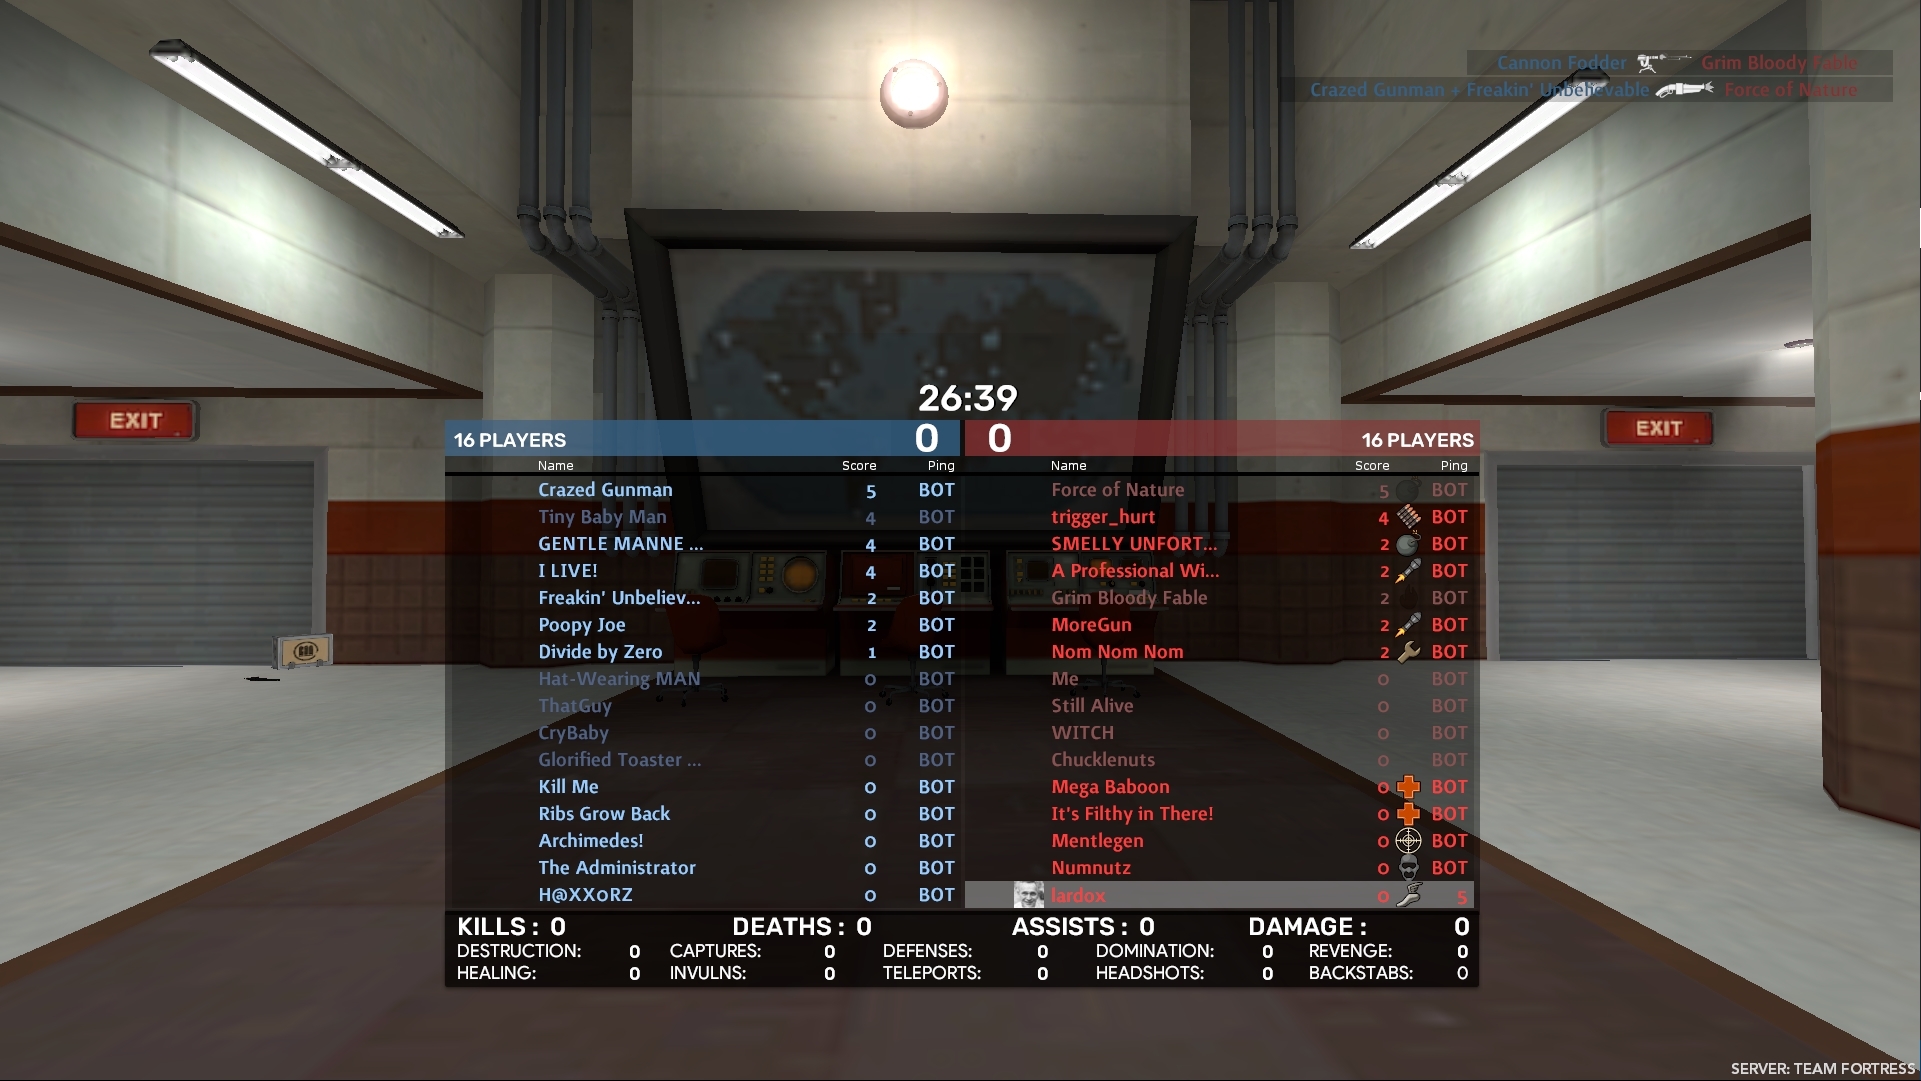 Cannon Fodder Grim Bloody Fable
Crazed Gunman + Freakin' Unbelievable Force of Nature
EXIT
EXIT
26:39
16 PLAYERS 0 0 16 PLAYERS
Name Score Ping Name Score Ping
Crazed Gunman 5 BOT Force of Nature 5 BOT
Tiny Baby Man 4 BOT trigger_hurt 4 BOT
GENTLE MANNE ... 4 BOT SMELLY UNFORT... 2 BOT
I LIVE! 4 BOT A Professional Wi... 2 BOT
Freakin' Unbeliev... 2 BOT Grim Bloody Fable 2 BOT
Poopy Joe 2 BOT MoreGun 2 BOT
Divide by Zero 1 BOT Nom Nom Nom 2 BOT
Hat-Wearing MAN 0 BOT Me 0 BOT
ThatGuy 0 BOT Still Alive 0 BOT
CryBaby 0 BOT WITCH 0 BOT
Glorified Toaster ... 0 BOT Chucklenuts 0 BOT
Kill Me 0 BOT Mega Baboon 0 BOT
Ribs Grow Back 0 BOT It's Filthy in There! 0 BOT
Archimedes! 0 BOT Mentlegen 0 BOT
The Administrator 0 BOT Numnutz 0 BOT
H@XX0RZ 0 BOT lardox 0 5
KILLS : 0 DEATHS : 0 ASSISTS : 0 DAMAGE : 0
DESTRUCTION: 0 CAPTURES: 0 DEFENSES: 0 DOMINATION: 0 REVENGE: 0
HEALING: 0 INVULNS: 0 TELEPORTS: 0 HEADSHOTS: 0 BACKSTABS: 0
SERVER: TEAM FORTRESS